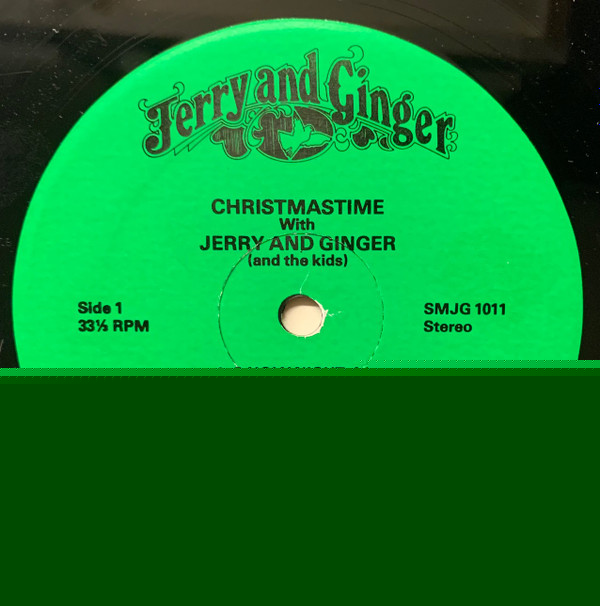 Jerry and Ginger
CHRISTMASTIME
With
JERRY AND GINGER
(and the kids)
Side 1
33⅓ RPM
SMJG 1011
Stereo